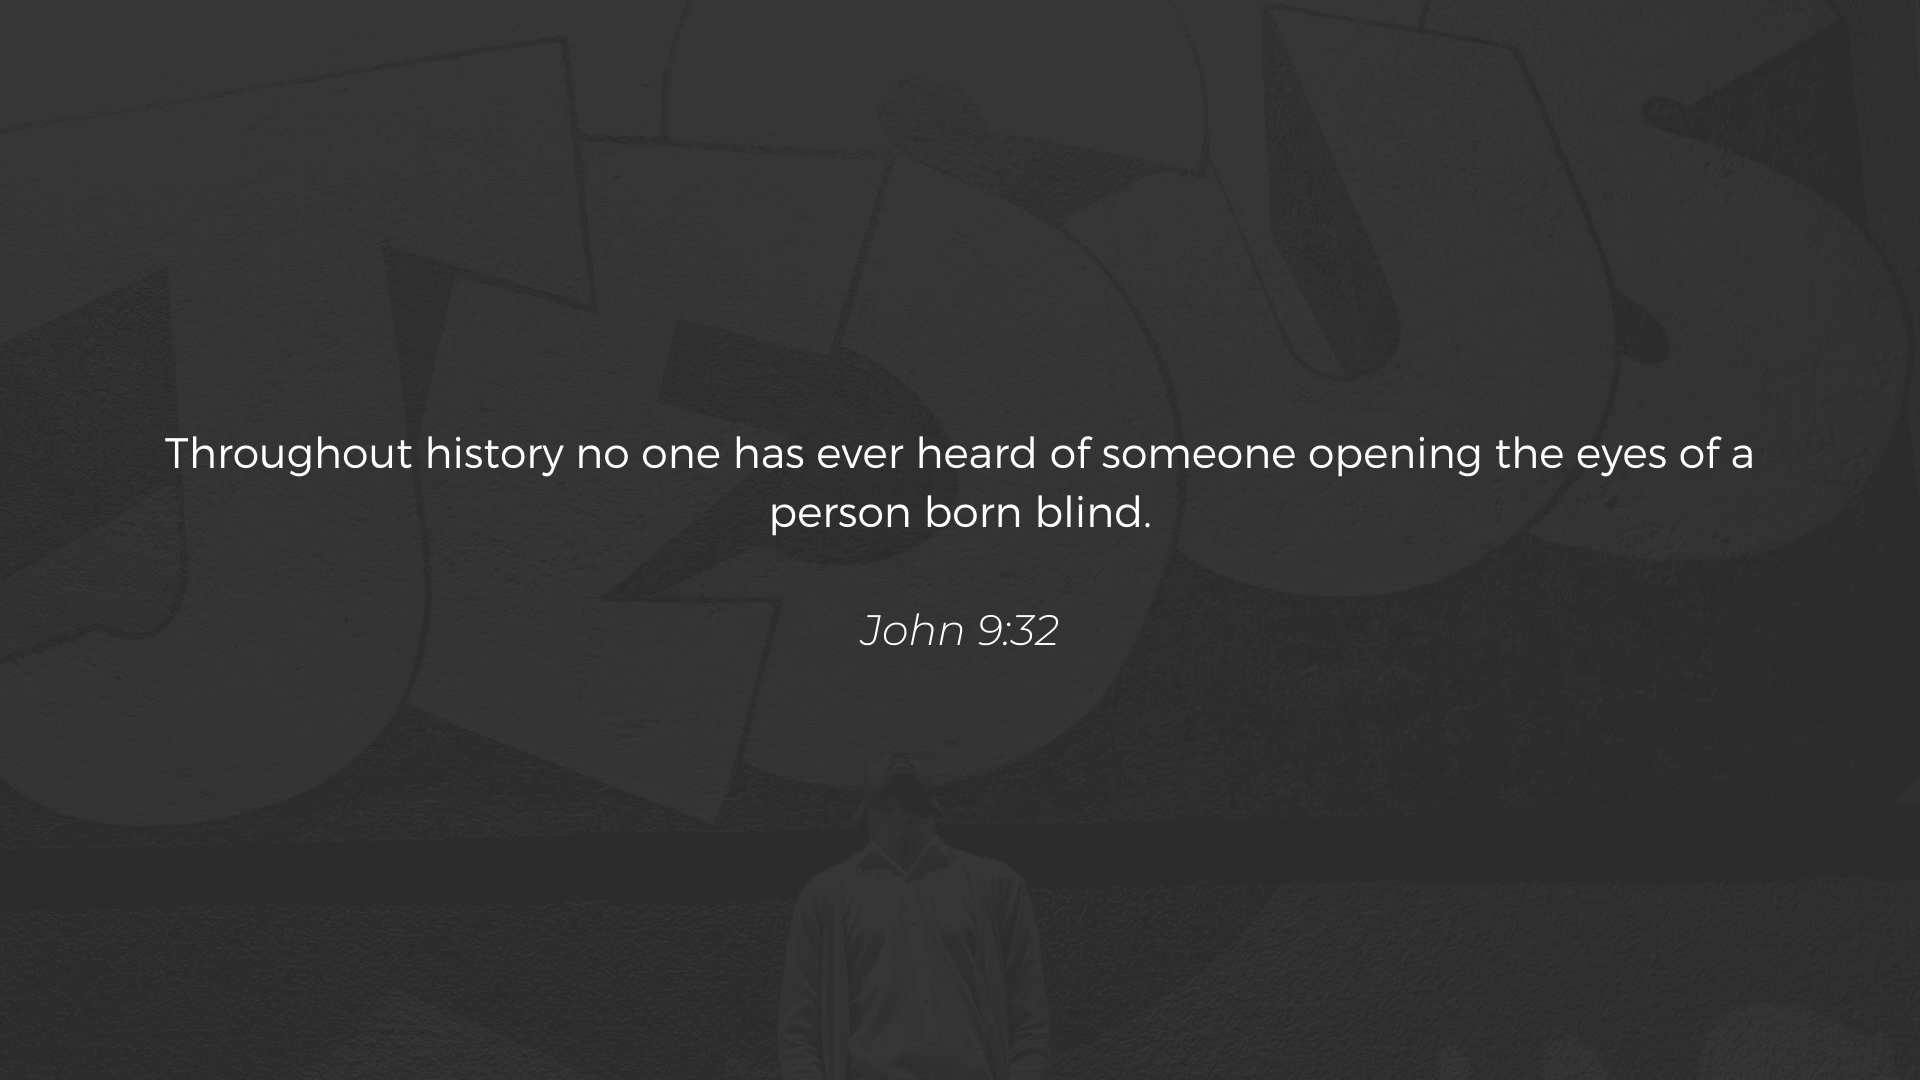 JESUS
Throughout history no one has ever heard of someone opening the eyes of a
person born blind.
John 9:32